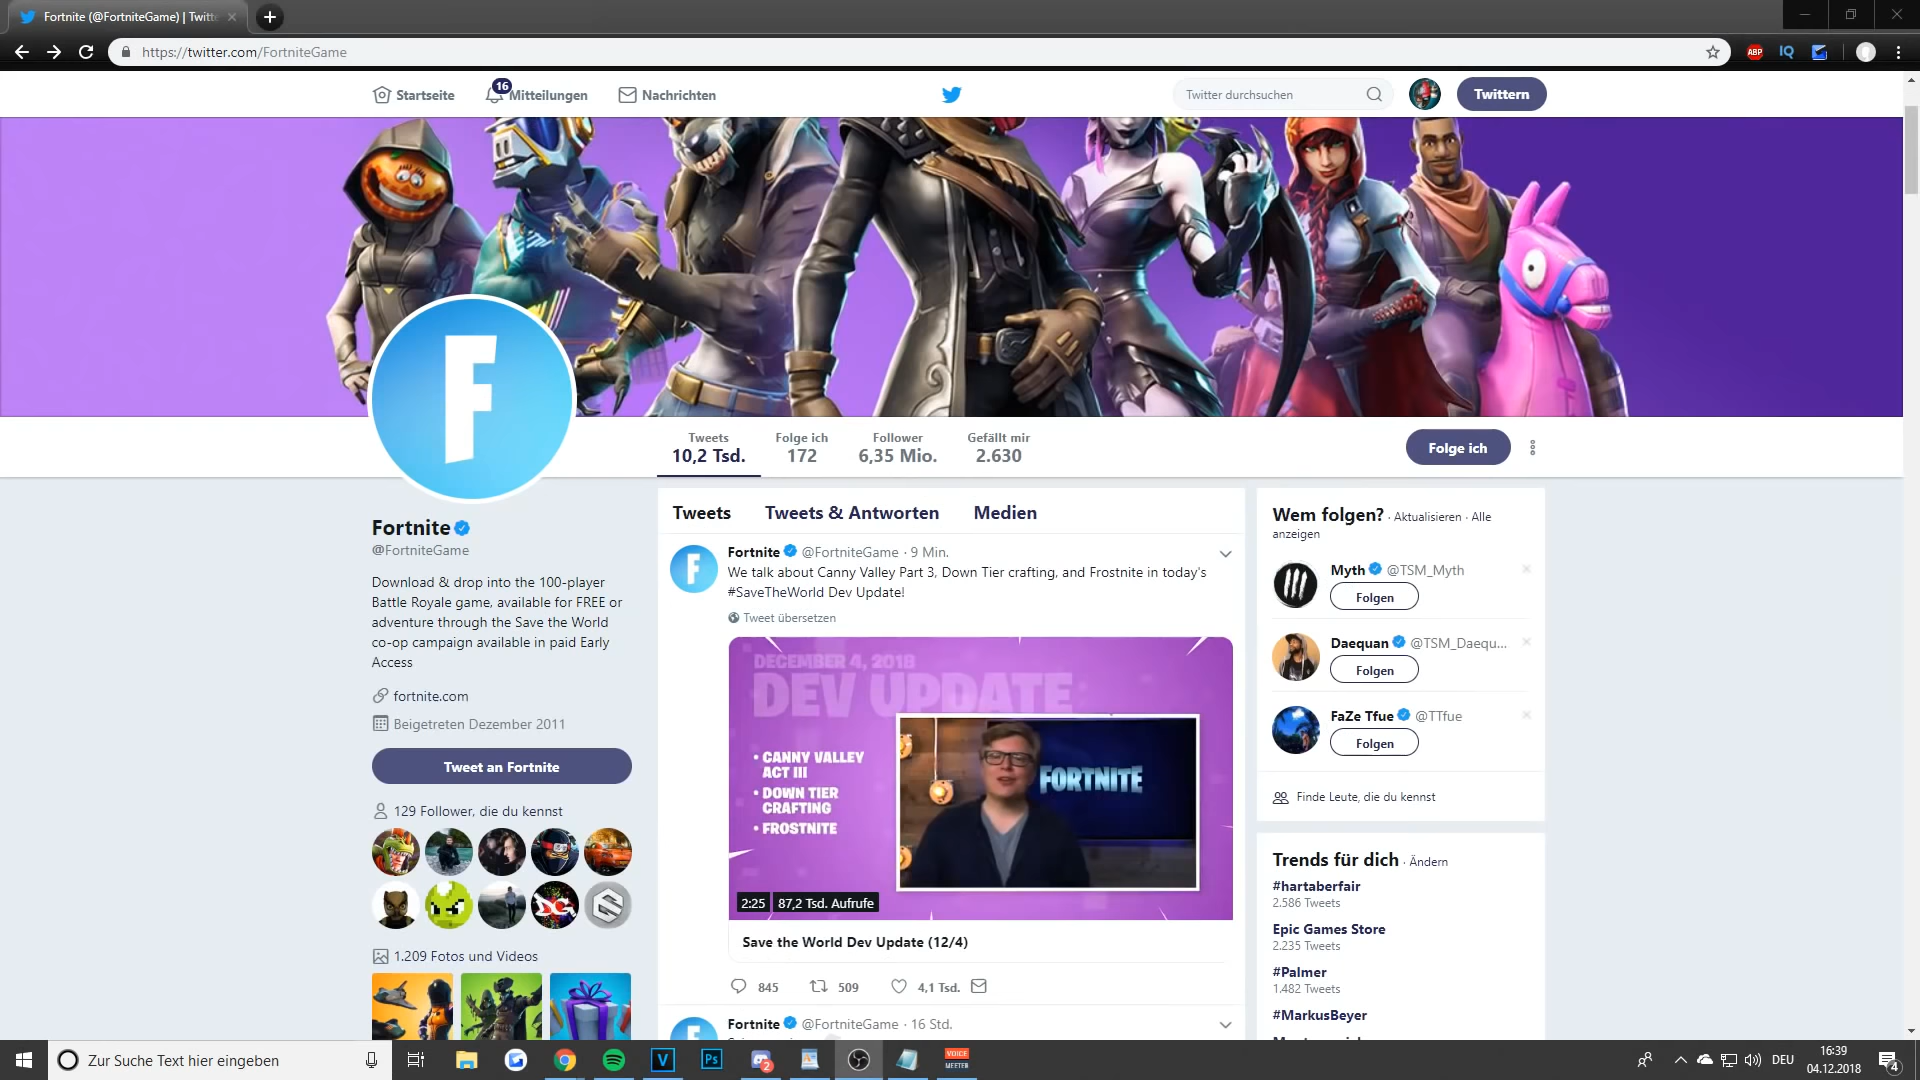 Fortnite (@FortniteGame) | Twitte
https://twitter.com/FortniteGame
ABP
IQ
Startseite
16
Mitteilungen
Nachrichten
Twitter durchsuchen
Twittern
Tweets
10,2 Tsd.
Folge ich
172
Follower
6,35 Mio.
Gefällt mir
2.630
Folge ich
F
Fortnite
@FortniteGame
Download & drop into the 100-player
Battle Royale game, available for FREE or
adventure through the Save the World
co-op campaign available in paid Early
Access
fortnite.com
Beigetreten Dezember 2011
Tweet an Fortnite
129 Follower, die du kennst
1.209 Fotos und Videos
Tweets
Tweets & Antworten
Medien
F
Fortnite @FortniteGame · 9 Min.
We talk about Canny Valley Part 3, Down Tier crafting, and Frostnite in today's
#SaveTheWorld Dev Update!
Tweet übersetzen
DECEMBER 4, 2018
DEV UPDATE
• CANNY VALLEY
ACT III
• DOWN TIER
CRAFTING
• FROSTNITE
FORTNITE
2:25
87,2 Tsd. Aufrufe
Save the World Dev Update (12/4)
845
509
4,1 Tsd.
Fortnite @FortniteGame · 16 Std.
Wem folgen? · Aktualisieren · Alle
anzeigen
Myth @TSM_Myth
Folgen
Daequan @TSM_Daequ...
Folgen
FaZe Tfue @TTfue
Folgen
Finde Leute, die du kennst
Trends für dich · Ändern
#hartaberfair
2.586 Tweets
Epic Games Store
2.235 Tweets
#Palmer
1.482 Tweets
#MarkusBeyer
Zur Suche Text hier eingeben
V
Ps
2
VOICE
MEETER
DEU
16:39
04.12.2018
4